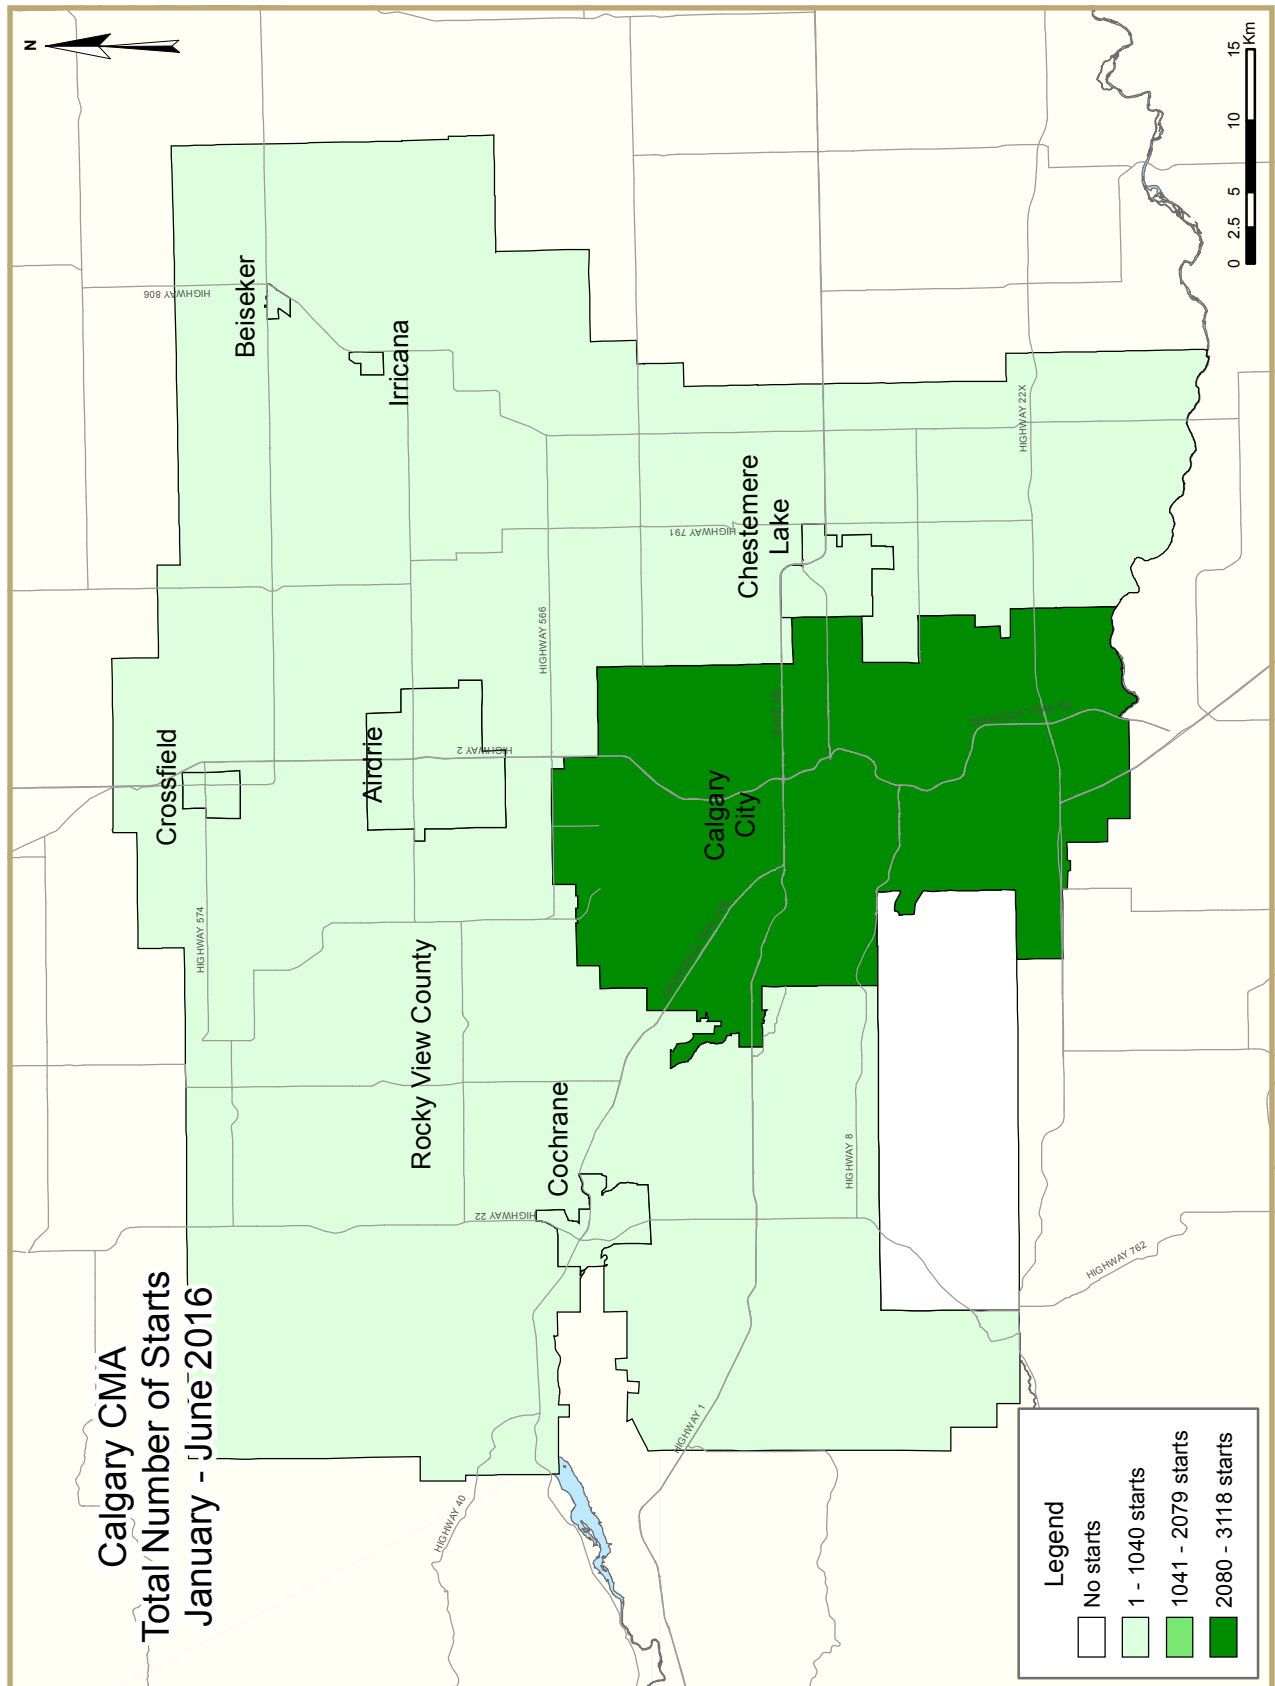 Calgary CMA
Total Number of Starts
January - June 2016
N
Crossfield
Beiseker
Irricana
Airdrie
Rocky View County
Cochrane
Calgary
City
Chestemere
Lake
HIGHWAY 806
HIGHWAY 574
HIGHWAY 2
HIGHWAY 566
HIGHWAY 791
HIGHWAY 22
HIGHWAY 22X
HIGHWAY 8
HIGHWAY 1
HIGHWAY 40
HIGHWAY 762
Legend
No starts
1 - 1040 starts
1041 - 2079 starts
2080 - 3118 starts
0 2.5 5 10 15
Km